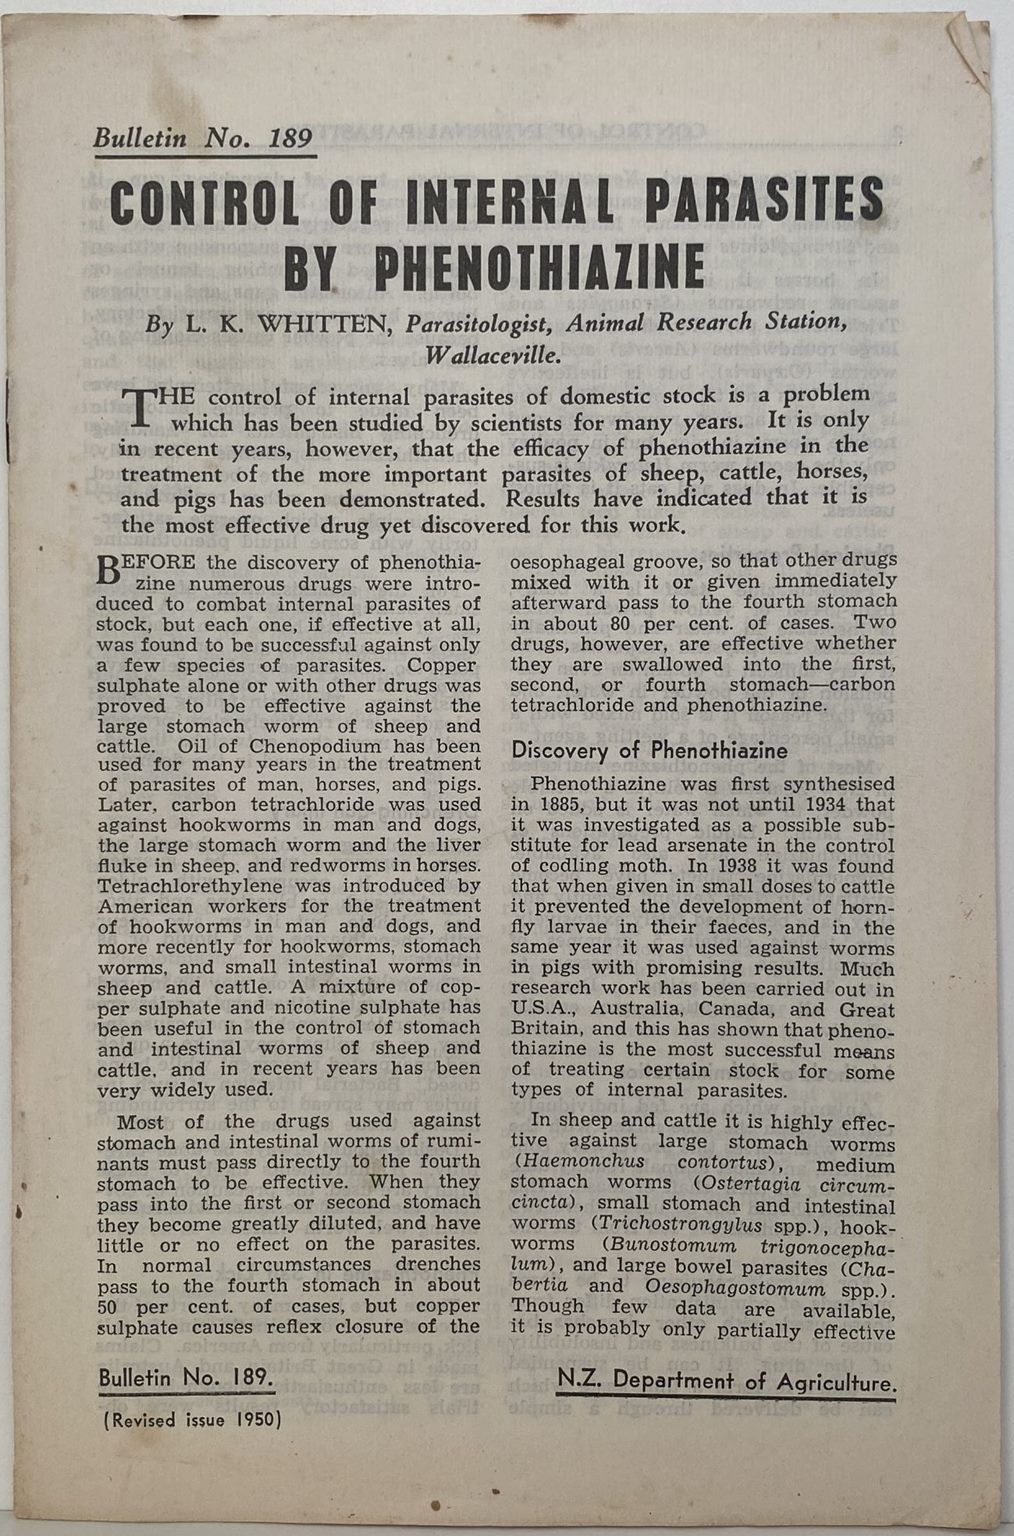 Bulletin No. 189
CONTROL OF INTERNAL PARASITES
BY PHENOTHIAZINE
By L. K. WHITTEN, Parasitologist, Animal Research Station,
Wallaceville.
THE control of internal parasites of domestic stock is a problem
which has been studied by scientists for many years. It is only
in recent years, however, that the efficacy of phenothiazine in the
treatment of the more important parasites of sheep, cattle, horses,
and pigs has been demonstrated. Results have indicated that it is
the most effective drug yet discovered for this work.
BEFORE the discovery of phenothia-
zine numerous drugs were intro-
duced to combat internal parasites of
stock, but each one, if effective at all,
was found to be successful against only
a few species of parasites. Copper
sulphate alone or with other drugs was
proved to be effective against the
large stomach worm of sheep and
cattle. Oil of Chenopodium has been
used for many years in the treatment
of parasites of man, horses, and pigs.
Later, carbon tetrachloride was used
against hookworms in man and dogs,
the large stomach worm and the liver
fluke in sheep, and redworms in horses.
Tetrachlorethylene was introduced by
American workers for the treatment
of hookworms in man and dogs, and
more recently for hookworms, stomach
worms, and small intestinal worms in
sheep and cattle. A mixture of cop-
per sulphate and nicotine sulphate has
been useful in the control of stomach
and intestinal worms of sheep and
cattle, and in recent years has been
very widely used.
Most of the drugs used against
stomach and intestinal worms of rumi-
nants must pass directly to the fourth
stomach to be effective. When they
pass into the first or second stomach
they become greatly diluted, and have
little or no effect on the parasites.
In normal circumstances drenches
pass to the fourth stomach in about
50 per cent. of cases, but copper
sulphate causes reflex closure of the
oesophageal groove, so that other drugs
mixed with it or given immediately
afterward pass to the fourth stomach
in about 80 per cent. of cases. Two
drugs, however, are effective whether
they are swallowed into the first,
second, or fourth stomach—carbon
tetrachloride and phenothiazine.
Discovery of Phenothiazine
Phenothiazine was first synthesised
in 1885, but it was not until 1934 that
it was investigated as a possible sub-
stitute for lead arsenate in the control
of codling moth. In 1938 it was found
that when given in small doses to cattle
it prevented the development of horn-
fly larvae in their faeces, and in the
same year it was used against worms
in pigs with promising results. Much
research work has been carried out in
U.S.A., Australia, Canada, and Great
Britain, and this has shown that pheno-
thiazine is the most successful means
of treating certain stock for some
types of internal parasites.
In sheep and cattle it is highly effec-
tive against large stomach worms
(Haemonchus contortus), medium
stomach worms (Ostertagia circum-
cincta), small stomach and intestinal
worms (Trichostrongylus spp.), hook-
worms (Bunostomum trigonocepha-
lum), and large bowel parasites (Cha-
bertia and Oesophagostomum spp.).
Though few data are available,
it is probably only partially effective
Bulletin No. 189.
N.Z. Department of Agriculture.
(Revised issue 1950)